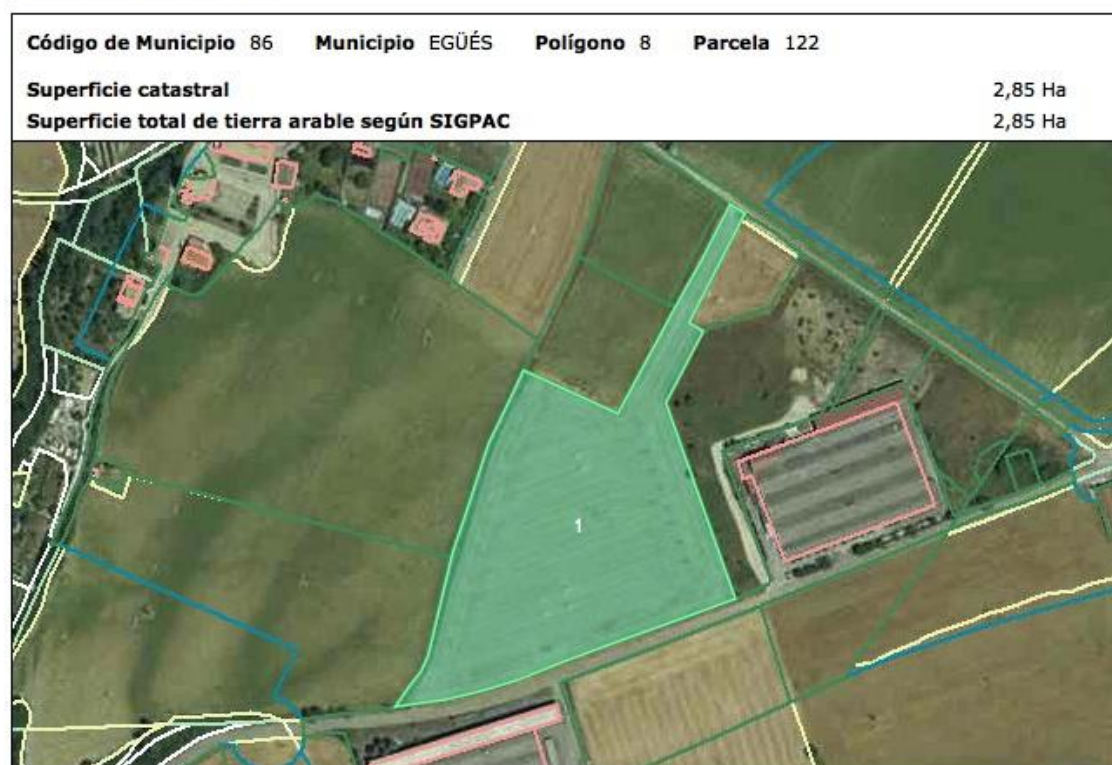 Código de Municipio 86 Municipio EGÜÉS Polígono 8 Parcela 122
Superficie catastral 2,85 Ha
Superficie total de tierra arable según SIGPAC 2,85 Ha
1